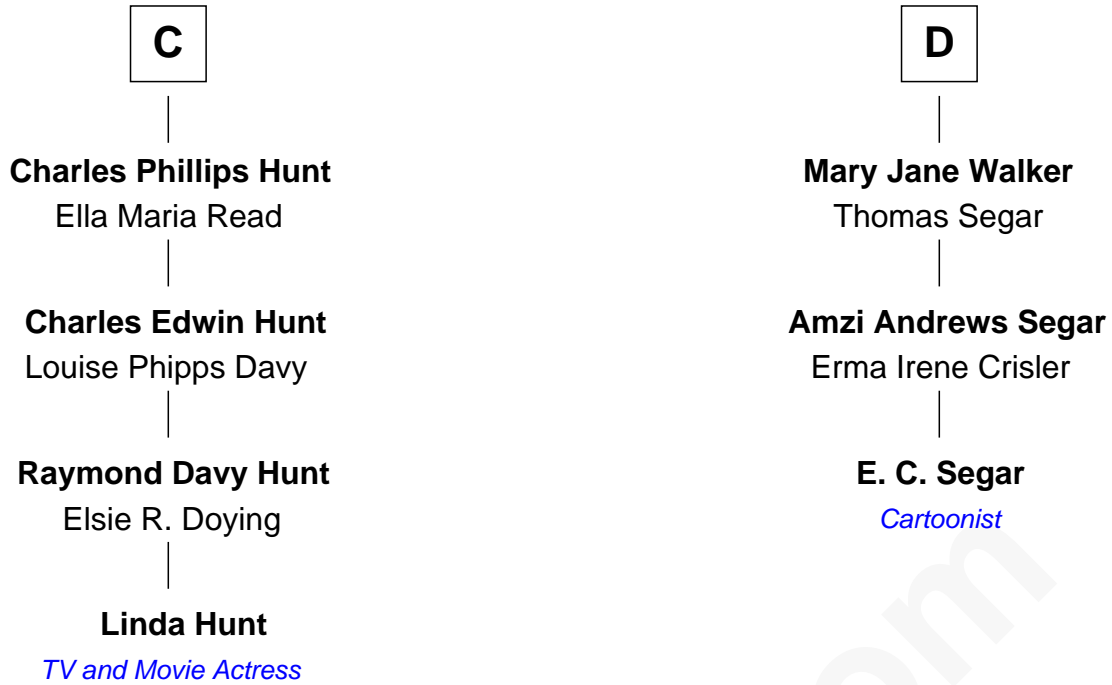 C
Charles Phillips Hunt
Ella Maria Read
Charles Edwin Hunt
Louise Phipps Davy
Raymond Davy Hunt
Elsie R. Doying
Linda Hunt
TV and Movie Actress
D
Mary Jane Walker
Thomas Segar
Amzi Andrews Segar
Erma Irene Crisler
E. C. Segar
Cartoonist
om